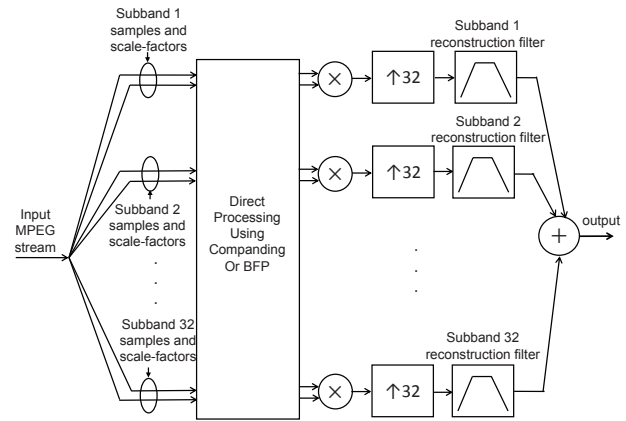 Subband 1
samples and
scale-factors
Subband 1
reconstruction filter
×
↑32
Subband 2
reconstruction filter
×
↑32
Input
MPEG
stream
Subband 2
samples and
scale-factors
Direct
Processing
Using
Companding
Or BFP
+
output
.
.
.
.
.
.
Subband 32
samples and
scale-factors
Subband 32
reconstruction filter
×
↑32